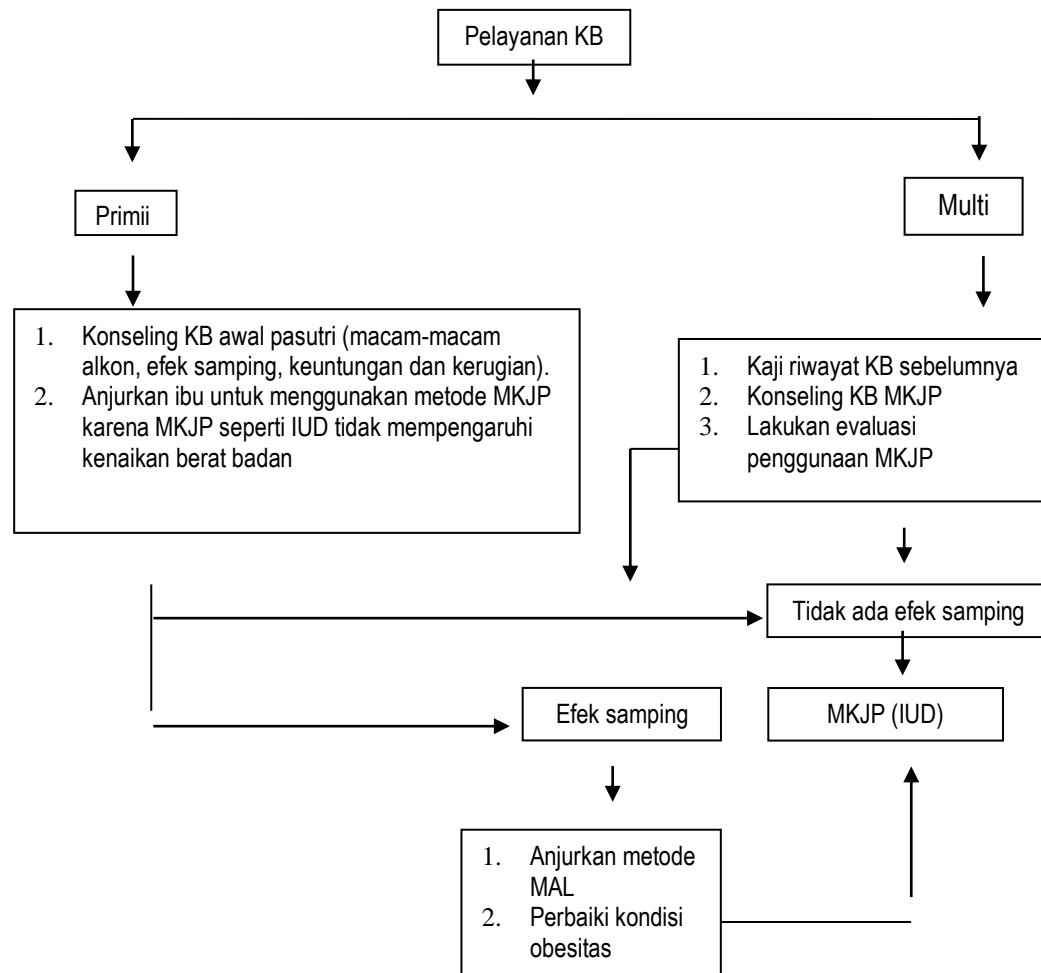 Pelayanan KB
Primii
Multi
1. Konseling KB awal pasutri (macam-macam
alkon, efek samping, keuntungan dan kerugian).
2. Anjurkan ibu untuk menggunakan metode MKJP
karena MKJP seperti IUD tidak mempengaruhi
kenaikan berat badan
1. Kaji riwayat KB sebelumnya
2. Konseling KB MKJP
3. Lakukan evaluasi
penggunaan MKJP
Tidak ada efek samping
Efek samping
MKJP (IUD)
1. Anjurkan metode
MAL
2. Perbaiki kondisi
obesitas